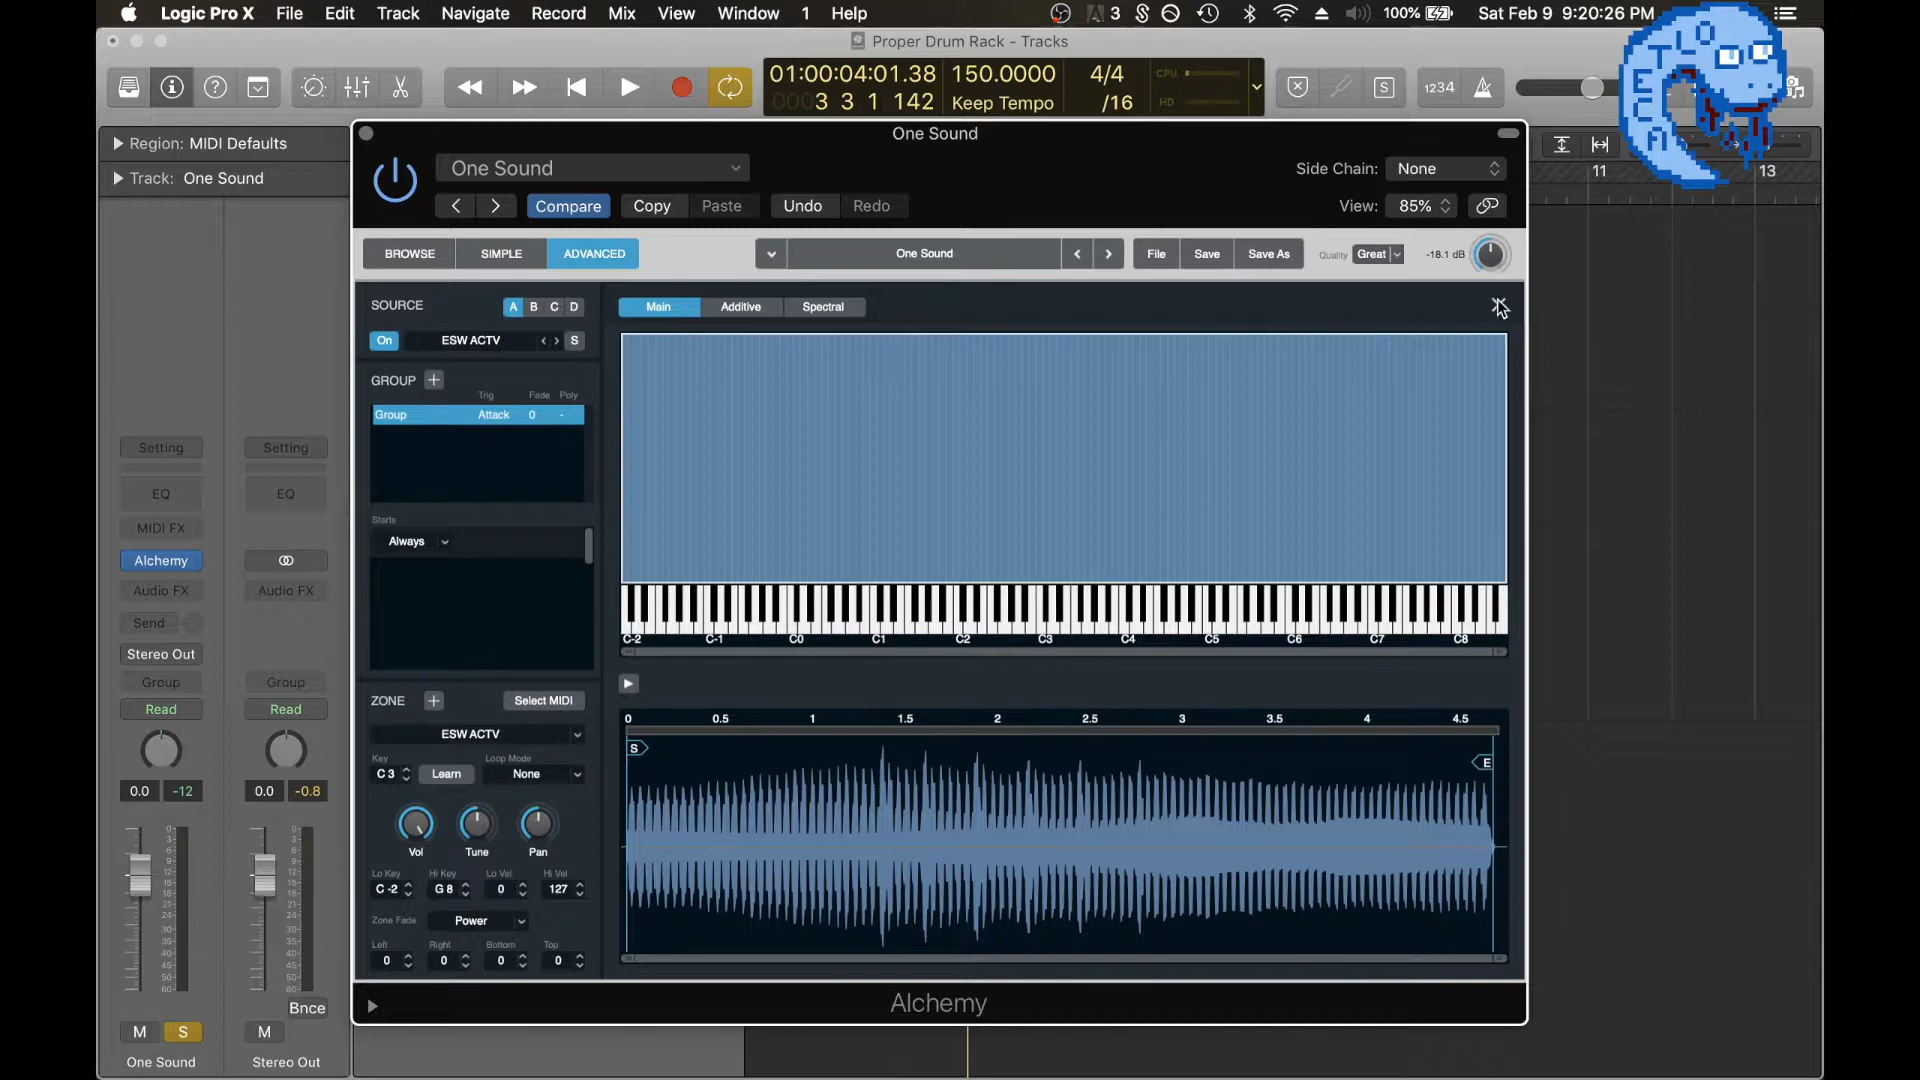 Logic Pro X File Edit Track Navigate Record Mix View Window 1 Help 3 100% Sat Feb 9 9:20:26 PM
Proper Drum Rack - Tracks
01:00:04:01.38 150.0000 4/4 CPU
0003 3 1 142 Keep Tempo /16 HD
S 1234
Region: MIDI Defaults
Track: One Sound
One Sound
One Sound
Side Chain: None
Compare Copy Paste Undo Redo
View: 85%
11 13
BROWSE SIMPLE ADVANCED One Sound File Save Save As Quality Great -18.1 dB
SOURCE A B C D Main Additive Spectral
On ESW ACTV S
GROUP
Trig Fade Poly
Group Attack 0 -
Starts
Always
C-2 C-1 C0 C1 C2 C3 C4 C5 C6 C7 C8
ZONE Select MIDI
ESW ACTV
Key Loop Mode
C 3 Learn None
Vol Tune Pan
Lo Key Hi Key Lo Vel Hi Vel
C -2 G 8 0 127
Zone Fade Power
Left Right Bottom Top
0 0 0 0
0 0.5 1 1.5 2 2.5 3 3.5 4 4.5
S E
Alchemy
Setting Setting
EQ EQ
MIDI FX
Alchemy
Audio FX Audio FX
Send
Stereo Out
Group Group
Read Read
0.0 -12 0.0 -0.8
Bnce
M S M
One Sound Stereo Out